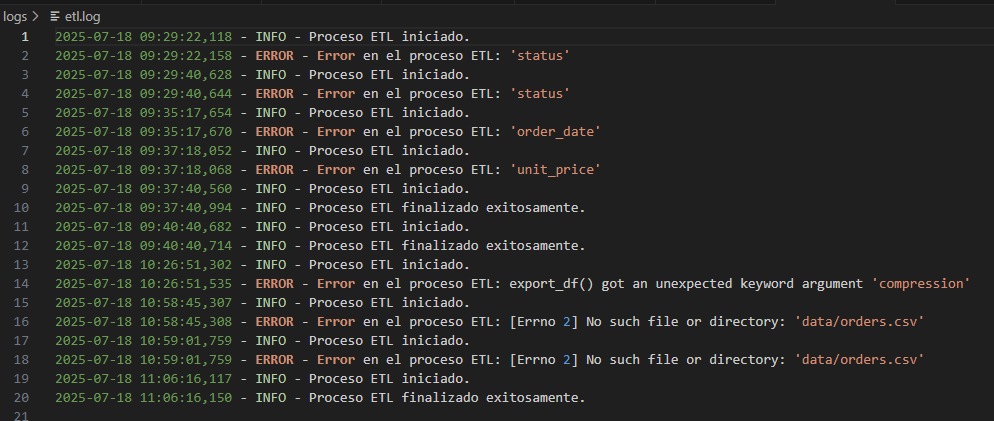 logs > etl.log
1 2025-07-18 09:29:22,118 - INFO - Proceso ETL iniciado.
2 2025-07-18 09:29:22,158 - ERROR - Error en el proceso ETL: 'status'
3 2025-07-18 09:29:40,628 - INFO - Proceso ETL iniciado.
4 2025-07-18 09:29:40,644 - ERROR - Error en el proceso ETL: 'status'
5 2025-07-18 09:35:17,654 - INFO - Proceso ETL iniciado.
6 2025-07-18 09:35:17,670 - ERROR - Error en el proceso ETL: 'order_date'
7 2025-07-18 09:37:18,052 - INFO - Proceso ETL iniciado.
8 2025-07-18 09:37:18,068 - ERROR - Error en el proceso ETL: 'unit_price'
9 2025-07-18 09:37:40,560 - INFO - Proceso ETL iniciado.
10 2025-07-18 09:37:40,994 - INFO - Proceso ETL finalizado exitosamente.
11 2025-07-18 09:40:40,682 - INFO - Proceso ETL iniciado.
12 2025-07-18 09:40:40,714 - INFO - Proceso ETL finalizado exitosamente.
13 2025-07-18 10:26:51,302 - INFO - Proceso ETL iniciado.
14 2025-07-18 10:26:51,535 - ERROR - Error en el proceso ETL: export_df() got an unexpected keyword argument 'compression'
15 2025-07-18 10:58:45,307 - INFO - Proceso ETL iniciado.
16 2025-07-18 10:58:45,308 - ERROR - Error en el proceso ETL: [Errno 2] No such file or directory: 'data/orders.csv'
17 2025-07-18 10:59:01,759 - INFO - Proceso ETL iniciado.
18 2025-07-18 10:59:01,759 - ERROR - Error en el proceso ETL: [Errno 2] No such file or directory: 'data/orders.csv'
19 2025-07-18 11:06:16,117 - INFO - Proceso ETL iniciado.
20 2025-07-18 11:06:16,150 - INFO - Proceso ETL finalizado exitosamente.
21